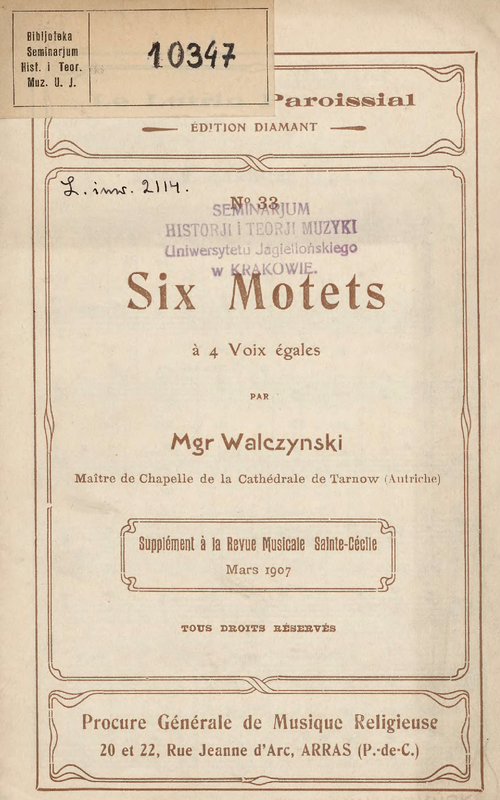 Bibljoteka
Seminarjum
Hist. i Teor.
Muz. U. J.
10347
Paroissial
ÉDITION DIAMANT
L. inw. 2114.
Nº 33
SEMINARJUM
HISTORJI i TEORJI MUZYKI
Uniwersytetu Jagiellońskiego
w KRAKOWIE.
Six Motets
à 4 Voix égales
PAR
Mgr Walczynski
Maître de Chapelle de la Cathédrale de Tarnow (Autriche)
Supplément à la Revue Musicale Sainte-Cécile
Mars 1907
TOUS DROITS RÉSERVÉS
Procure Générale de Musique Religieuse
20 et 22, Rue Jeanne d'Arc, ARRAS (P.-de-C.)